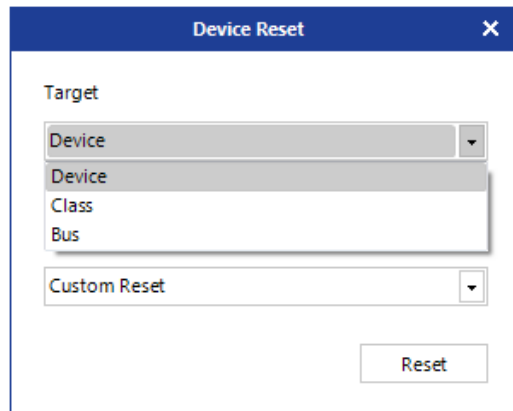 Device Reset
Target
Device
Device
Class
Bus
Custom Reset
Reset